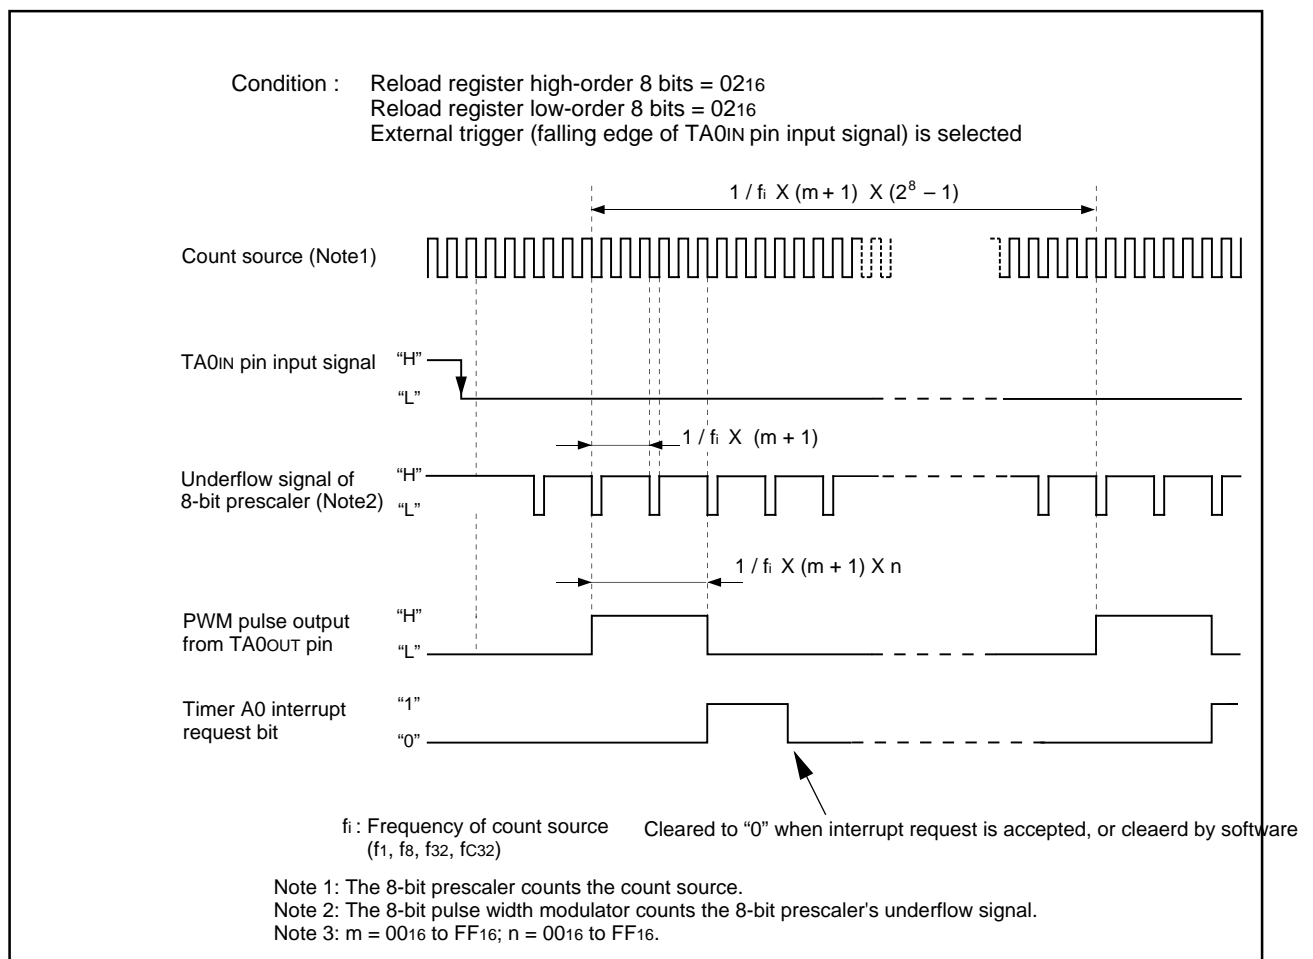 Condition : Reload register high-order 8 bits = 0216
Reload register low-order 8 bits = 0216
External trigger (falling edge of TA0IN pin input signal) is selected
1 / fi X (m + 1) X (2^8 – 1)
Count source (Note1)
TA0IN pin input signal
“H”
“L”
1 / fi X (m + 1)
Underflow signal of
8-bit prescaler (Note2)
“H”
“L”
1 / fi X (m + 1) X n
PWM pulse output
from TA0OUT pin
“H”
“L”
Timer A0 interrupt
request bit
“1”
“0”
fi : Frequency of count source
(f1, f8, f32, fC32)
Cleared to “0” when interrupt request is accepted, or cleaerd by software
Note 1: The 8-bit prescaler counts the count source.
Note 2: The 8-bit pulse width modulator counts the 8-bit prescaler's underflow signal.
Note 3: m = 0016 to FF16; n = 0016 to FF16.